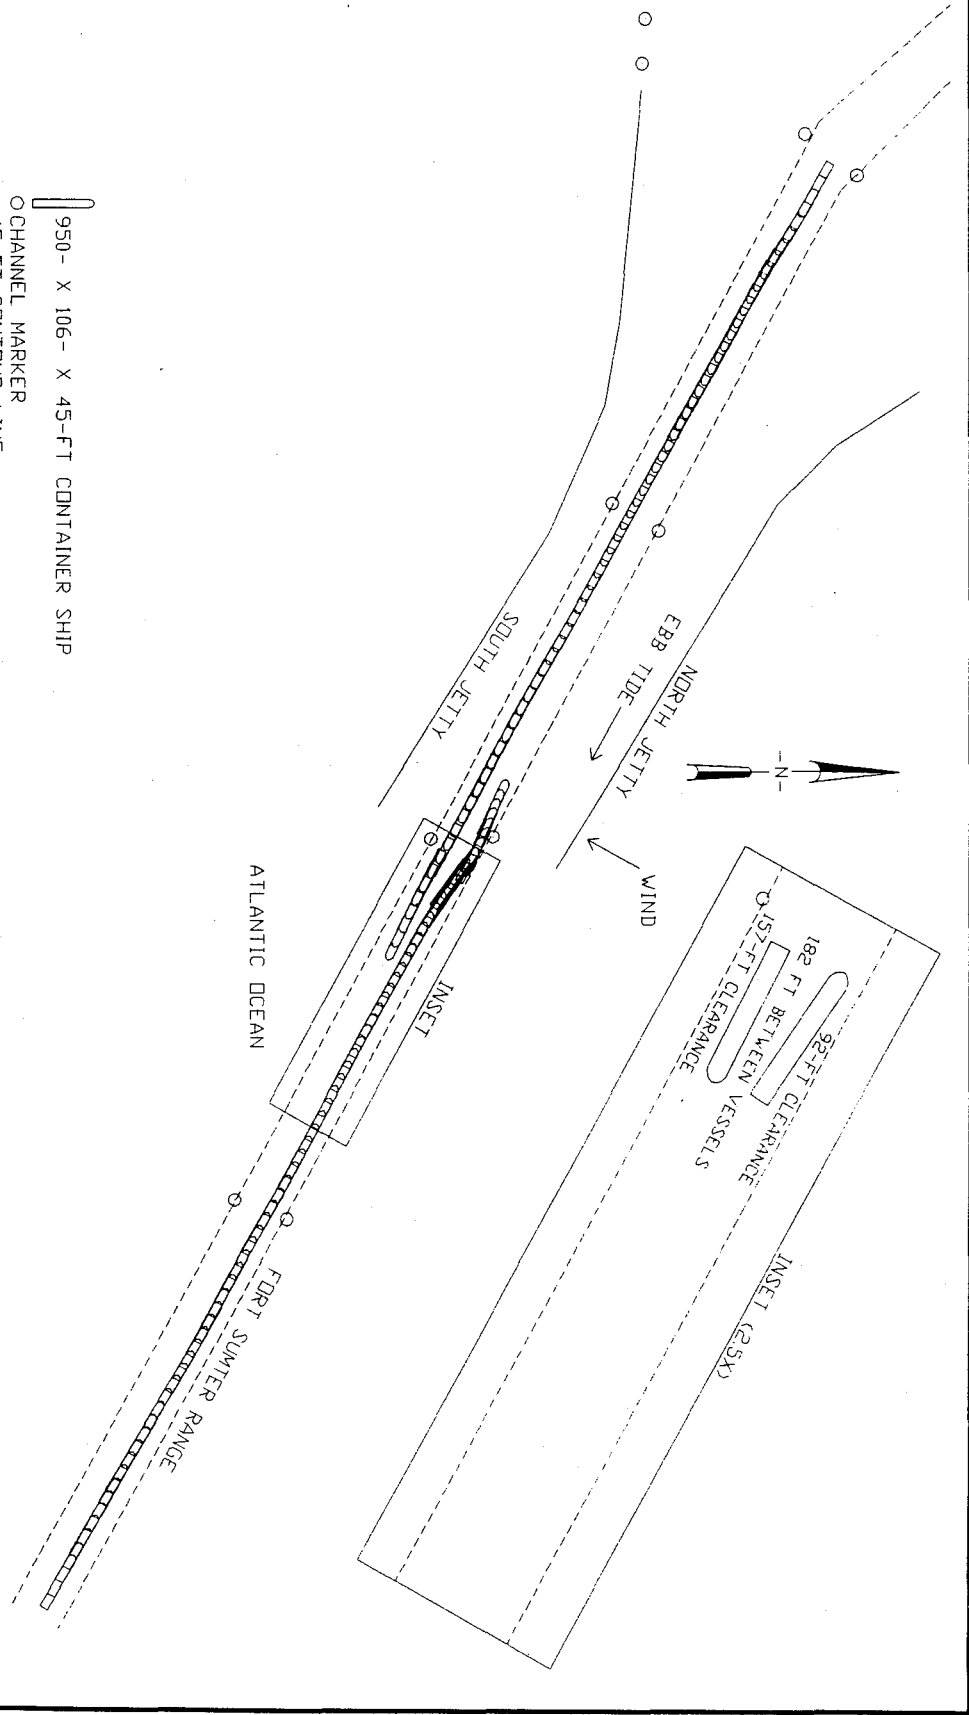 950- X 106- X 45-FT CONTAINER SHIP
CHANNEL MARKER
SOUTH JETTY
EBB TIDE
NORTH JETTY
-N-
WIND
ATLANTIC OCEAN
INSET
FORT SUMTER RANGE
157-FT CLEARANCE
182 FT BETWEEN VESSELS
92-FT CLEARANCE
INSET (2.5X)